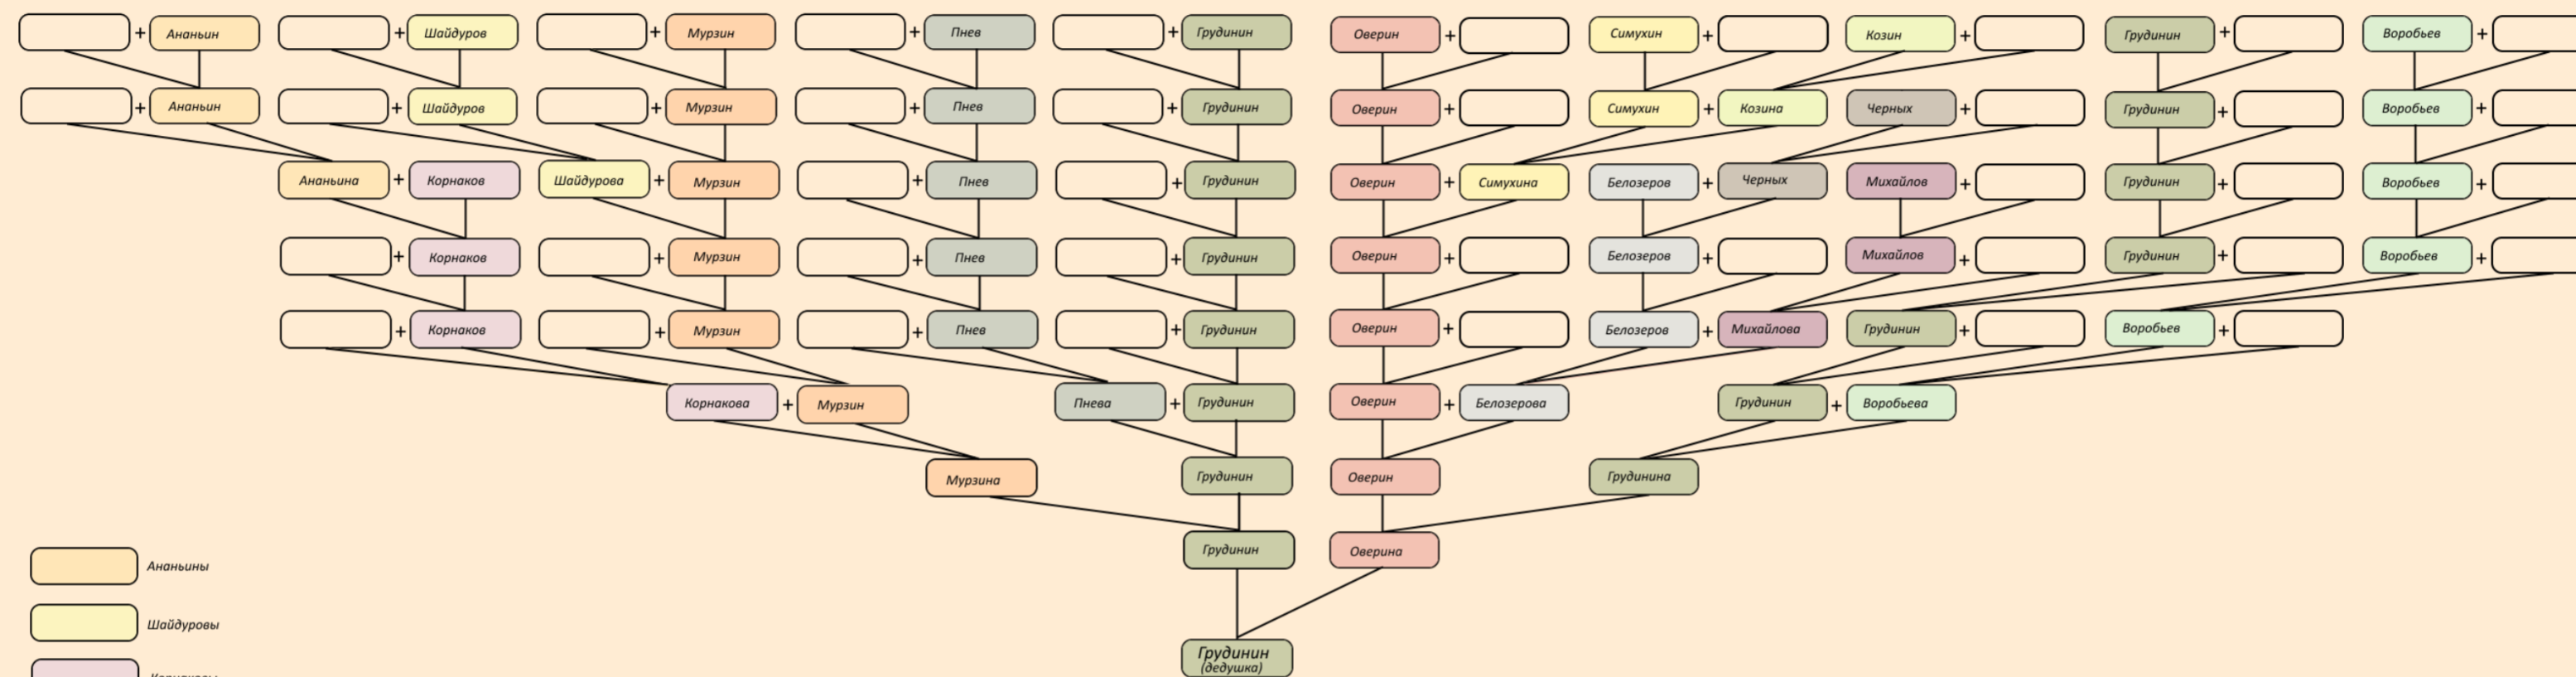 + Ананьин + Шайдуров + Мурзин + Пнев + Грудинин Оверин + Симухин + Козин + Грудинин + Воробьев +
+ Ананьин + Шайдуров + Мурзин + Пнев + Грудинин Оверин + Симухин + Козина Черных + Грудинин + Воробьев +
Ананьина + Корнаков Шайдурова + Мурзин + Пнев + Грудинин Оверин + Симухина Белозеров + Черных Михайлов + Грудинин + Воробьев +
+ Корнаков + Мурзин + Пнев + Грудинин Оверин + Белозеров + Михайлов + Грудинин + Воробьев +
+ Корнаков + Мурзин + Пнев + Грудинин Оверин + Белозеров + Михайлова Грудинин + Воробьев +
Корнакова + Мурзин Пнева + Грудинин Оверин + Белозерова Грудинин + Воробьева
Мурзина Грудинин Оверин Грудинина
Грудинин Оверина
Ананьины
Шайдуровы
Грудинин
(дедушка)